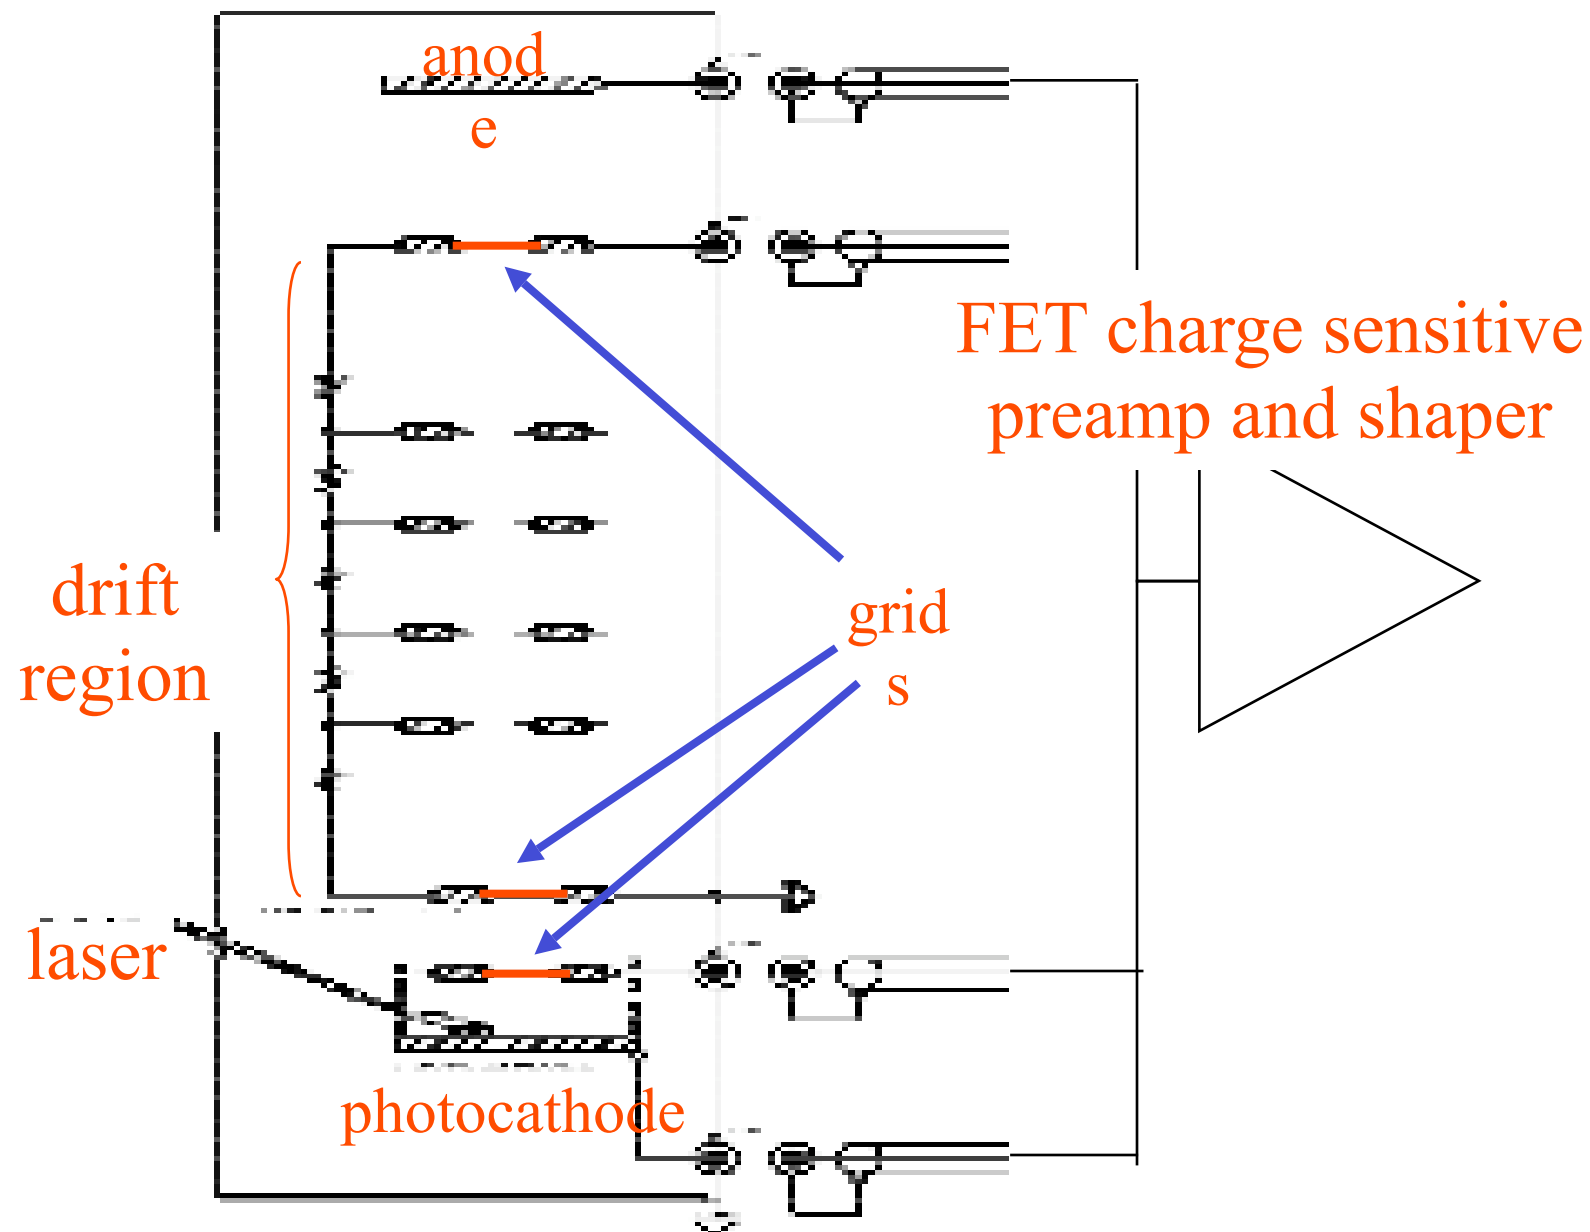 anod
e
FET charge sensitive
preamp and shaper
drift
region
grid
s
laser
photocathode